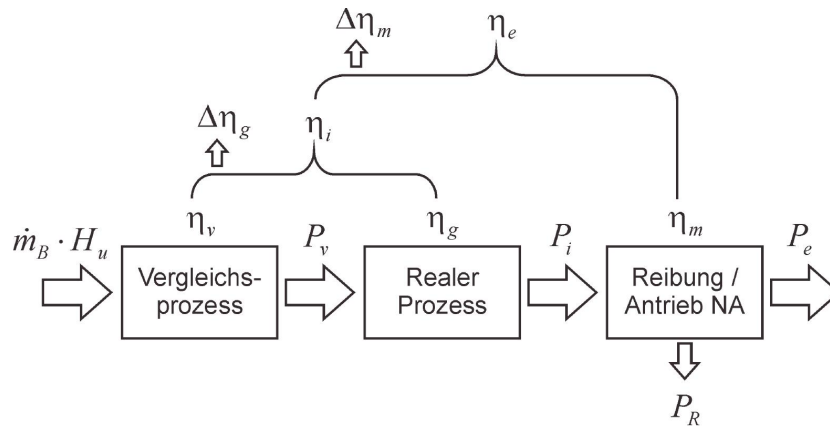 Δη_m
η_e
Δη_g
η_i
η_v
η_g
η_m
ṁ_B · H_u
P_v
P_i
P_e
Vergleichs-
prozess
Realer
Prozess
Reibung /
Antrieb NA
P_R